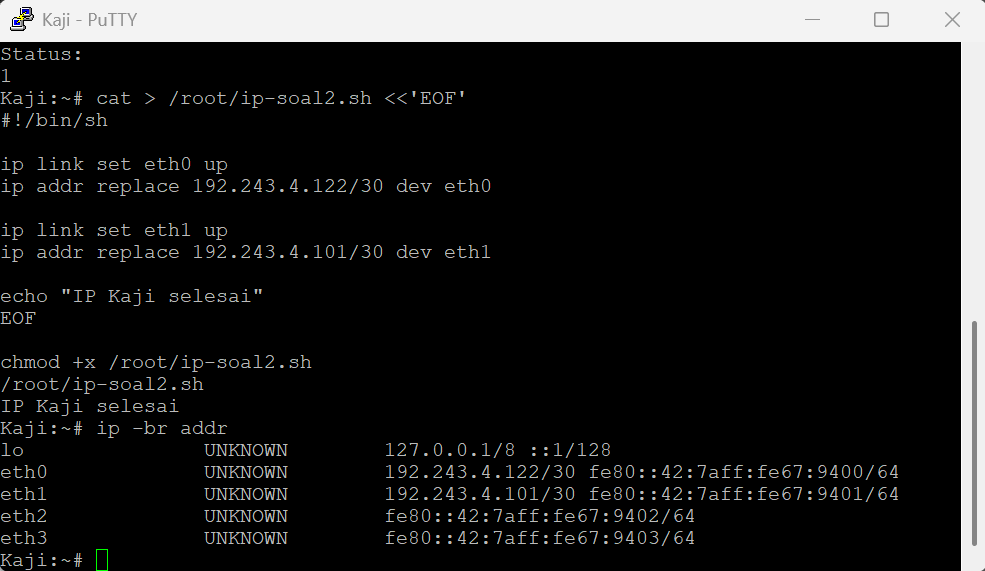 Kaji - PuTTY
Status:
1
Kaji:~# cat > /root/ip-soal2.sh <<'EOF'
#!/bin/sh

ip link set eth0 up
ip addr replace 192.243.4.122/30 dev eth0

ip link set eth1 up
ip addr replace 192.243.4.101/30 dev eth1

echo "IP Kaji selesai"
EOF

chmod +x /root/ip-soal2.sh
/root/ip-soal2.sh
IP Kaji selesai
Kaji:~# ip -br addr
lo               UNKNOWN        127.0.0.1/8 ::1/128
eth0             UNKNOWN        192.243.4.122/30 fe80::42:7aff:fe67:9400/64
eth1             UNKNOWN        192.243.4.101/30 fe80::42:7aff:fe67:9401/64
eth2             UNKNOWN        fe80::42:7aff:fe67:9402/64
eth3             UNKNOWN        fe80::42:7aff:fe67:9403/64
Kaji:~#